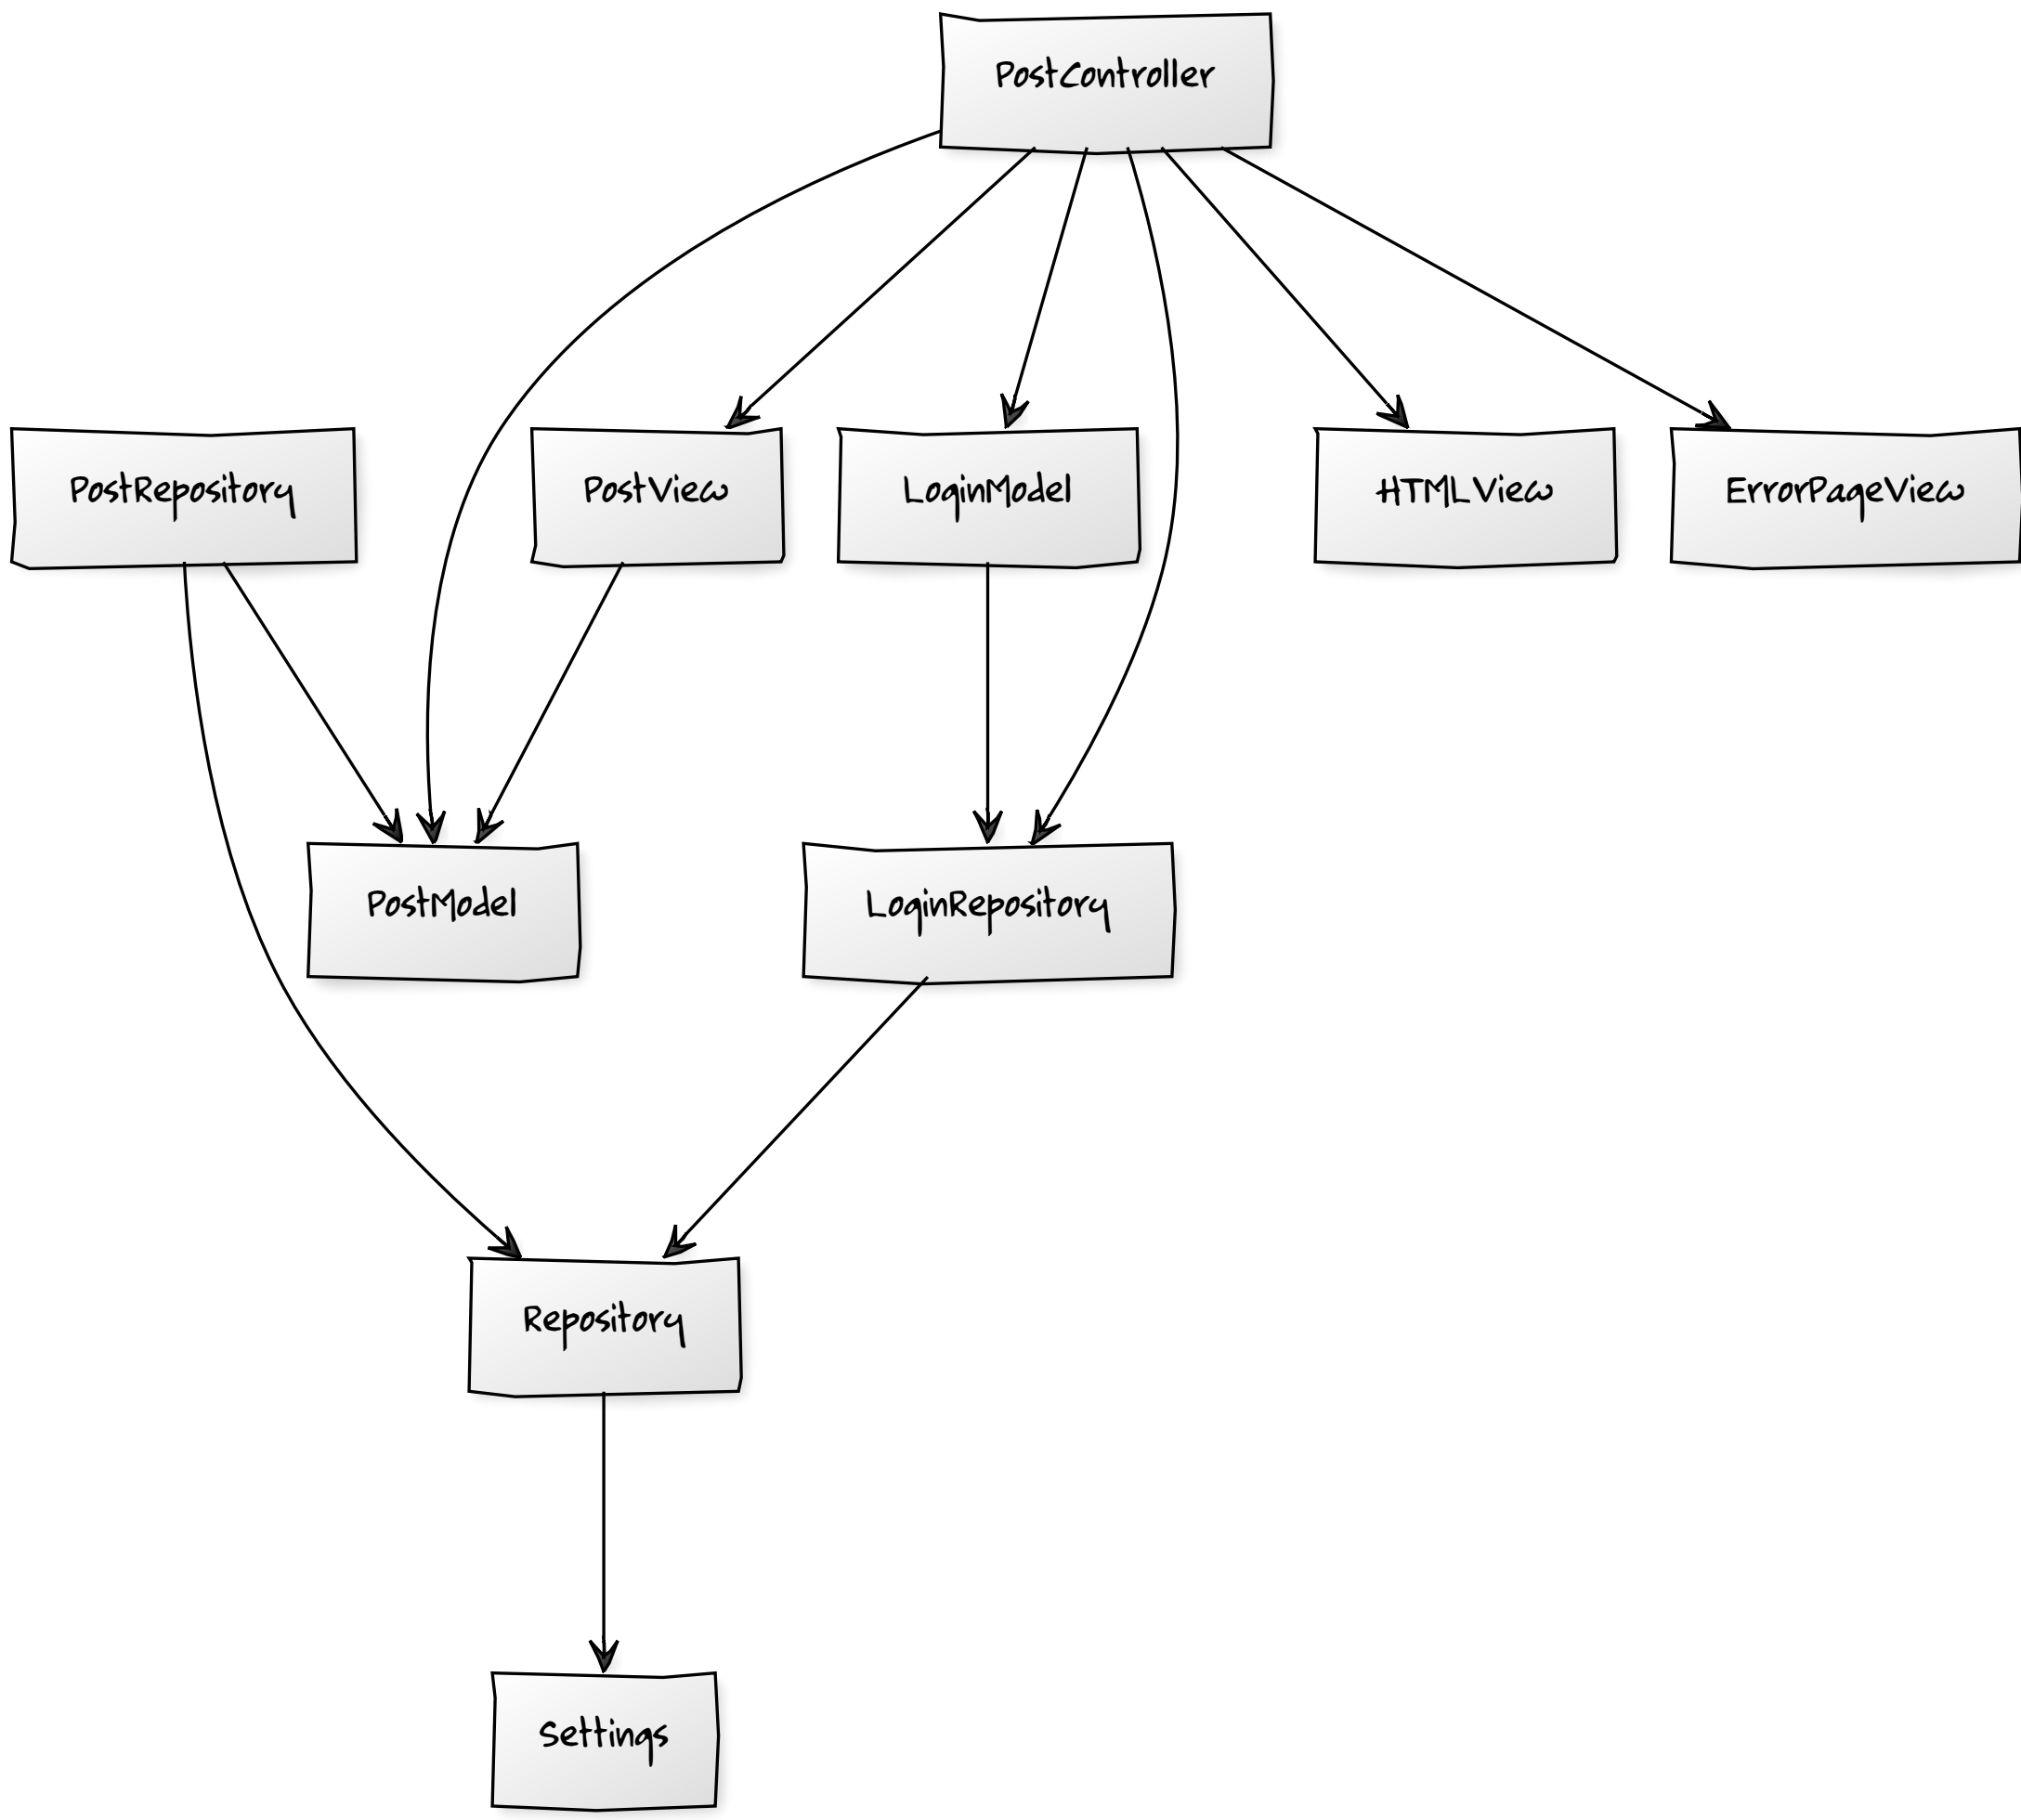 PostController
PostRepository
PostView
LoginModel
HTMLView
ErrorPageView
PostModel
LoginRepository
Repository
Settings